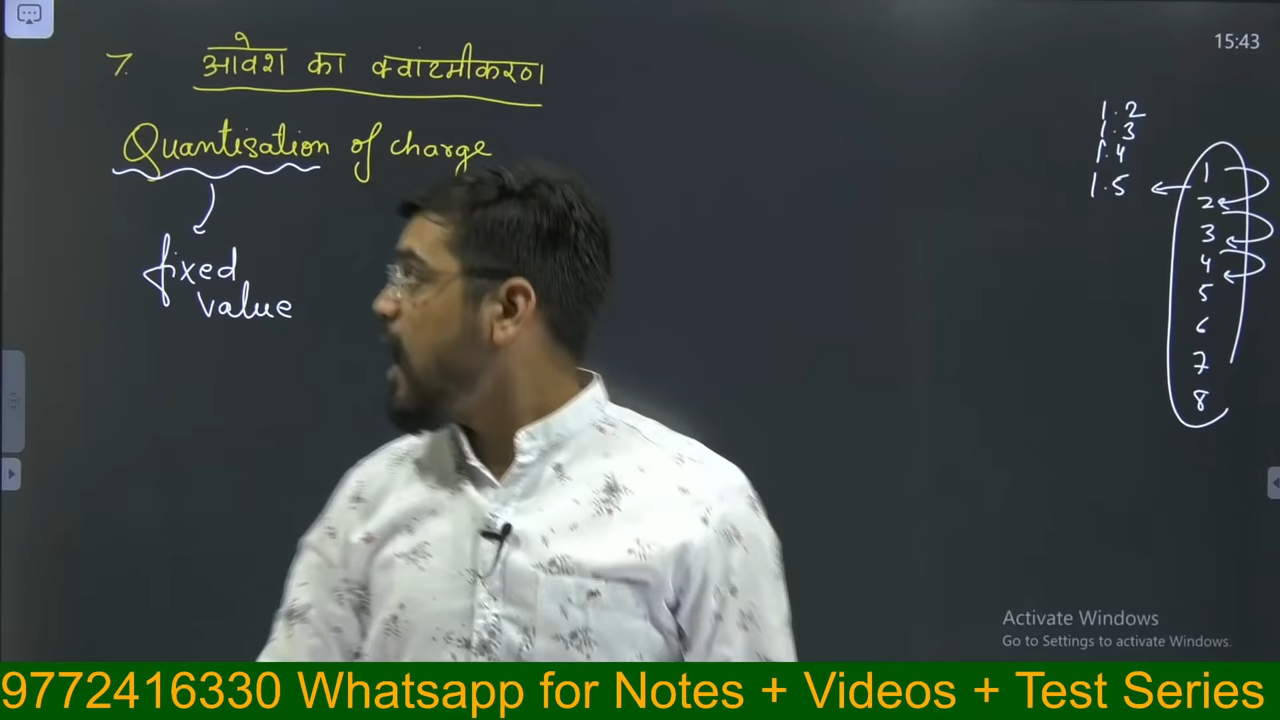 15:43
7. आवेश का क्वांटमीकरण
Quantisation of charge
fixed
value
1.2
1.3
1.4
1.5
1
2
3
4
5
6
7
8
Activate Windows
Go to Settings to activate Windows.
9772416330 Whatsapp for Notes + Videos + Test Series